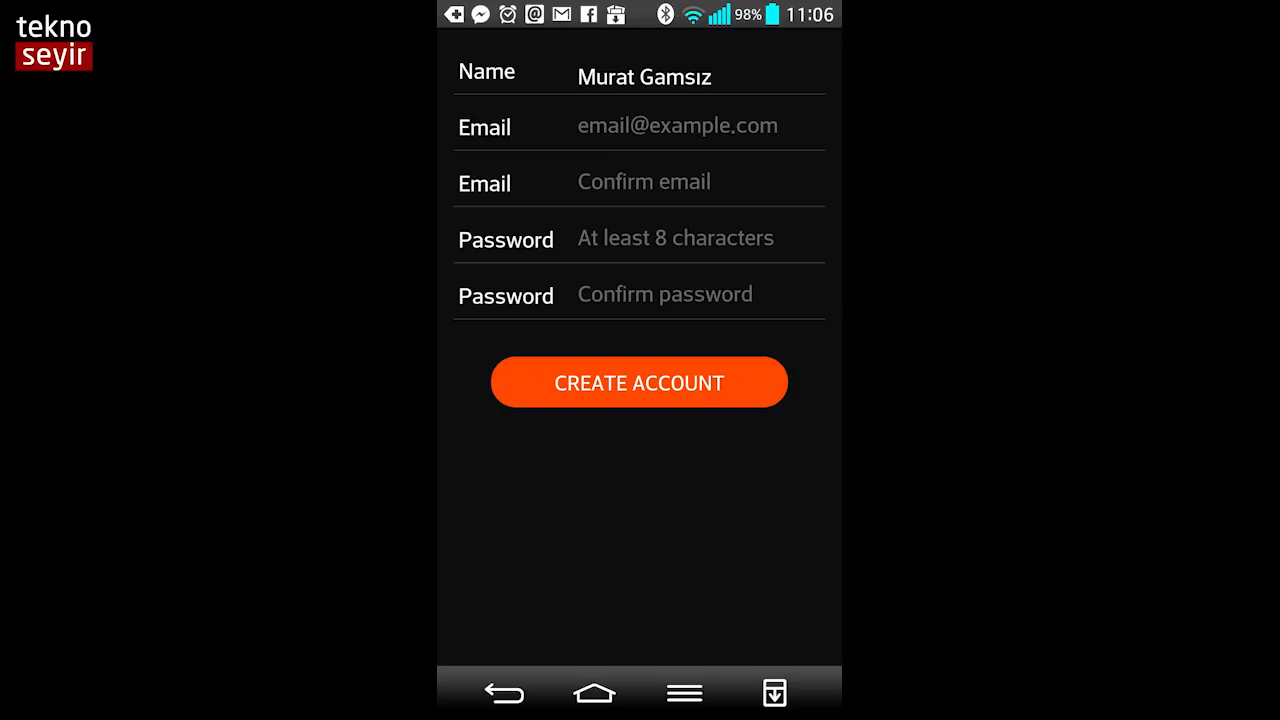 tekno
seyir
98% 11:06
Name Murat Gamsız
Email email@example.com
Email Confirm email
Password At least 8 characters
Password Confirm password
CREATE ACCOUNT